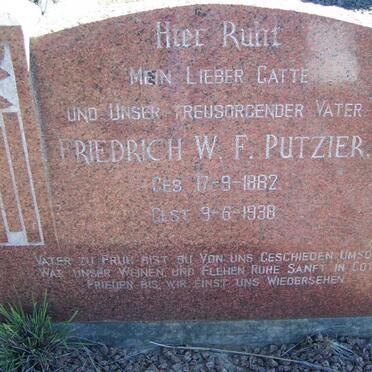 Hier Ruht
Mein Lieber Gatte
und Unser treusorgender Vater
Friedrich W. F. Putzier.
Geb 17-9-1882.
Gest 9-6-1938
Vater zu fruh bist du von uns geschieden umso
war unser Weinen, und Flehen, Ruhe sanft in Got
Frieden bis wir einst uns wiedersehen.